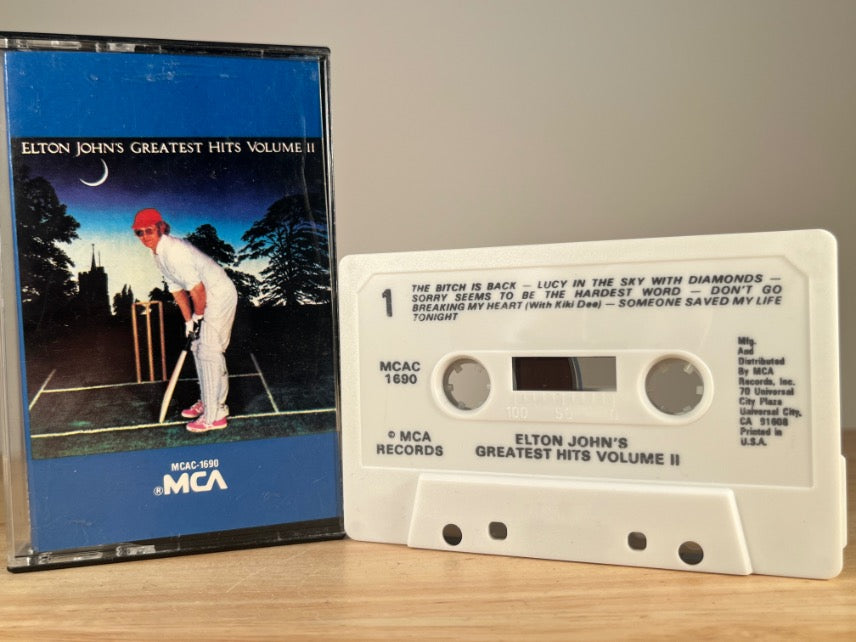 ELTON JOHN'S GREATEST HITS VOLUME II
MCAC-1690
®MCA
1
THE BITCH IS BACK – LUCY IN THE SKY WITH DIAMONDS –
SORRY SEEMS TO BE THE HARDEST WORD – DON'T GO
BREAKING MY HEART (With Kiki Dee) – SOMEONE SAVED MY LIFE
TONIGHT
MCAC
1690
100 50
© MCA
RECORDS
ELTON JOHN'S
GREATEST HITS VOLUME II
Mfg.
And
Distributed
By MCA
Records, Inc.
70 Universal
City Plaza
Universal City,
CA 91608
Printed in
U.S.A.